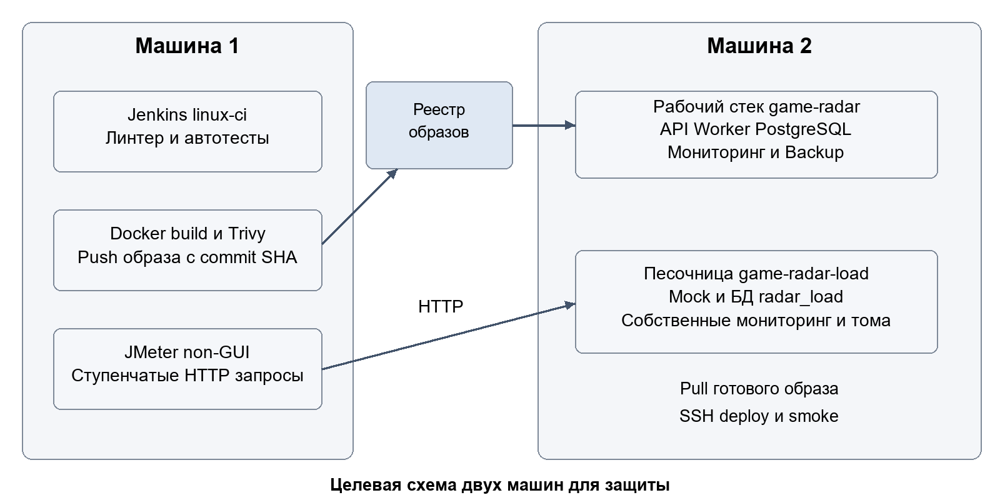 Машина 1
Jenkins linux-ci
Линтер и автотесты
Docker build и Trivy
Push образа с commit SHA
JMeter non-GUI
Ступенчатые HTTP запросы
Реестр
образов
HTTP
Машина 2
Рабочий стек game-radar
API Worker PostgreSQL
Мониторинг и Backup
Песочница game-radar-load
Mock и БД radar_load
Собственные мониторинг и тома
Pull готового образа
SSH deploy и smoke
Целевая схема двух машин для защиты